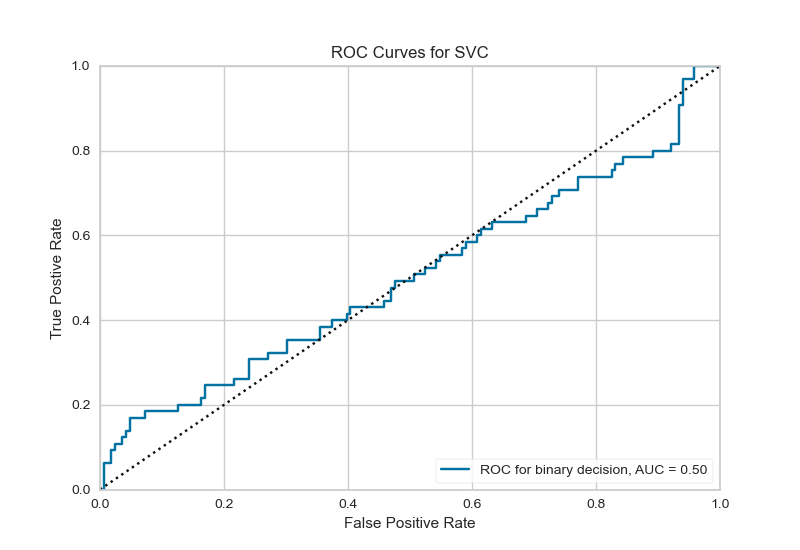 ROC Curves for SVC
1.0
0.8
0.6
0.4
0.2
0.0
True Postive Rate
ROC for binary decision, AUC = 0.50
0.0 0.2 0.4 0.6 0.8 1.0
False Positive Rate